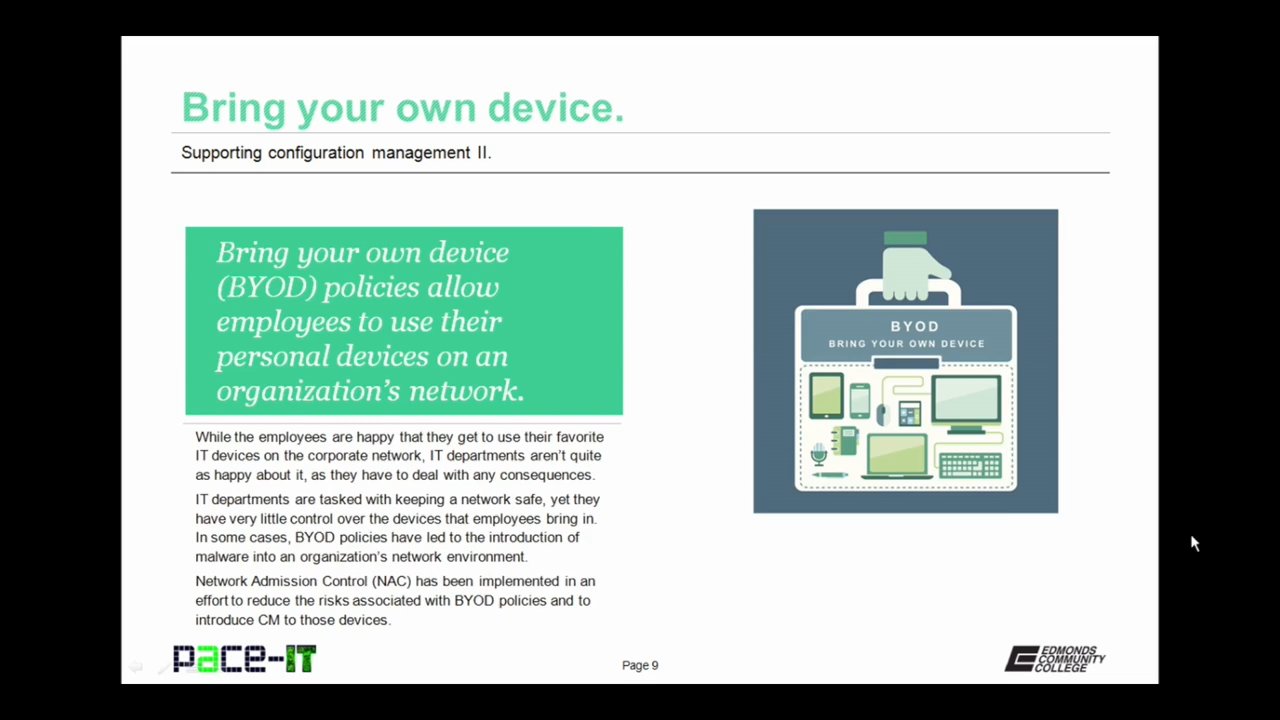 Bring your own device.
Supporting configuration management II.
Bring your own device
(BYOD) policies allow
employees to use their
personal devices on an
organization's network.
While the employees are happy that they get to use their favorite
IT devices on the corporate network, IT departments aren't quite
as happy about it, as they have to deal with any consequences.
IT departments are tasked with keeping a network safe, yet they
have very little control over the devices that employees bring in.
In some cases, BYOD policies have led to the introduction of
malware into an organization's network environment.
Network Admission Control (NAC) has been implemented in an
effort to reduce the risks associated with BYOD policies and to
introduce CM to those devices.
BYOD
BRING YOUR OWN DEVICE
pace-IT
Page 9
EDMONDS
COMMUNITY
COLLEGE